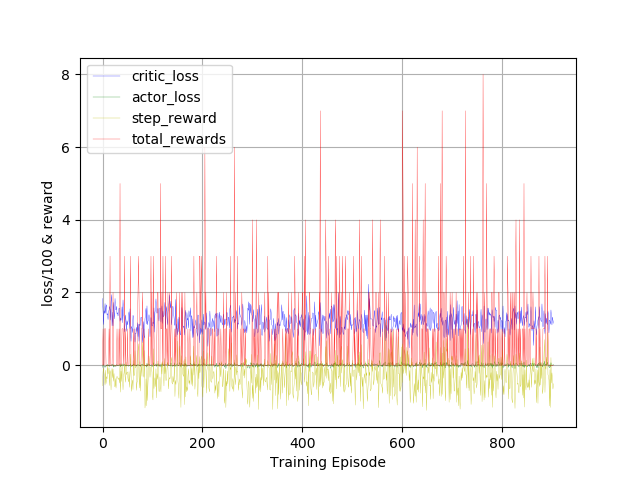 critic_loss
actor_loss
step_reward
total_rewards
8
6
4
2
0
loss/100 & reward
0 200 400 600 800
Training Episode